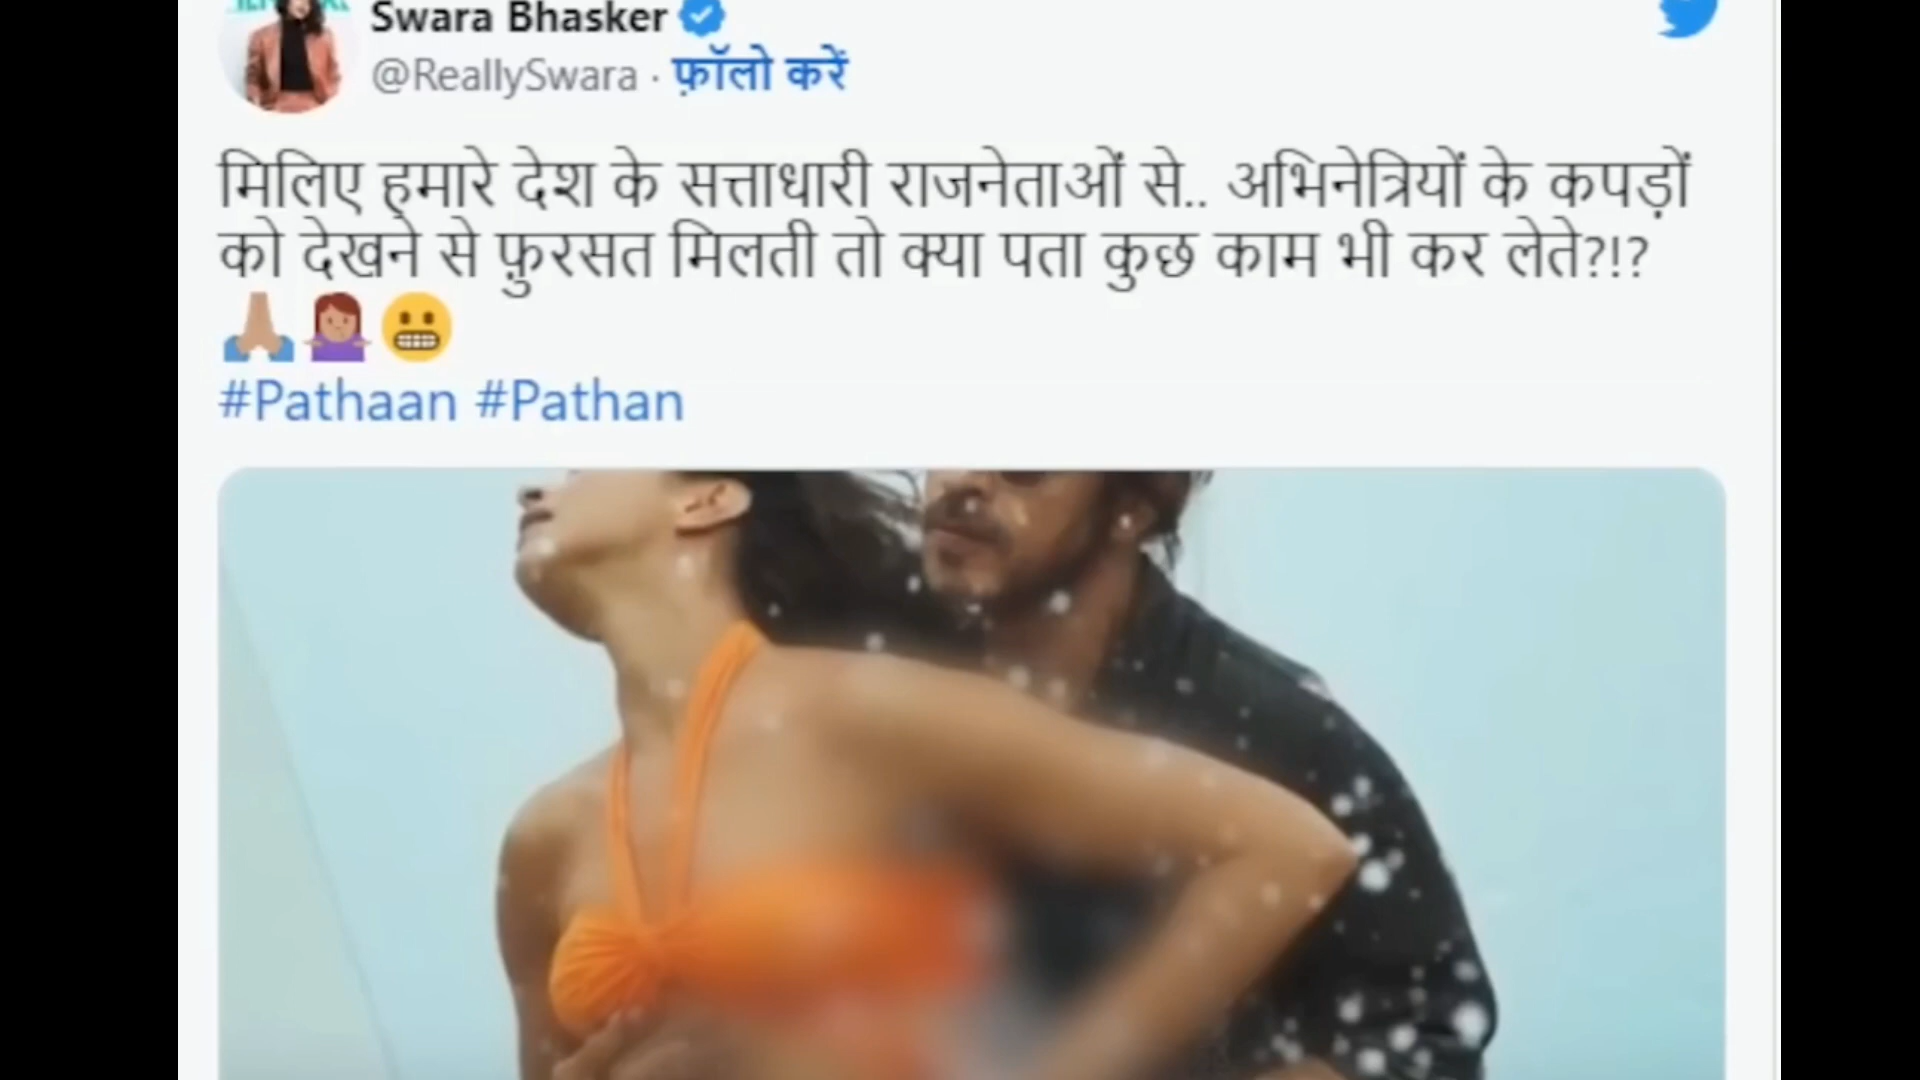 Swara Bhasker
@ReallySwara · फ़ॉलो करें
मिलिए हमारे देश के सत्ताधारी राजनेताओं से.. अभिनेत्रियों के कपड़ों
को देखने से फ़ुरसत मिलती तो क्या पता कुछ काम भी कर लेते?!?
🙏🏽🤷🏽‍♀️😬
#Pathaan #Pathan